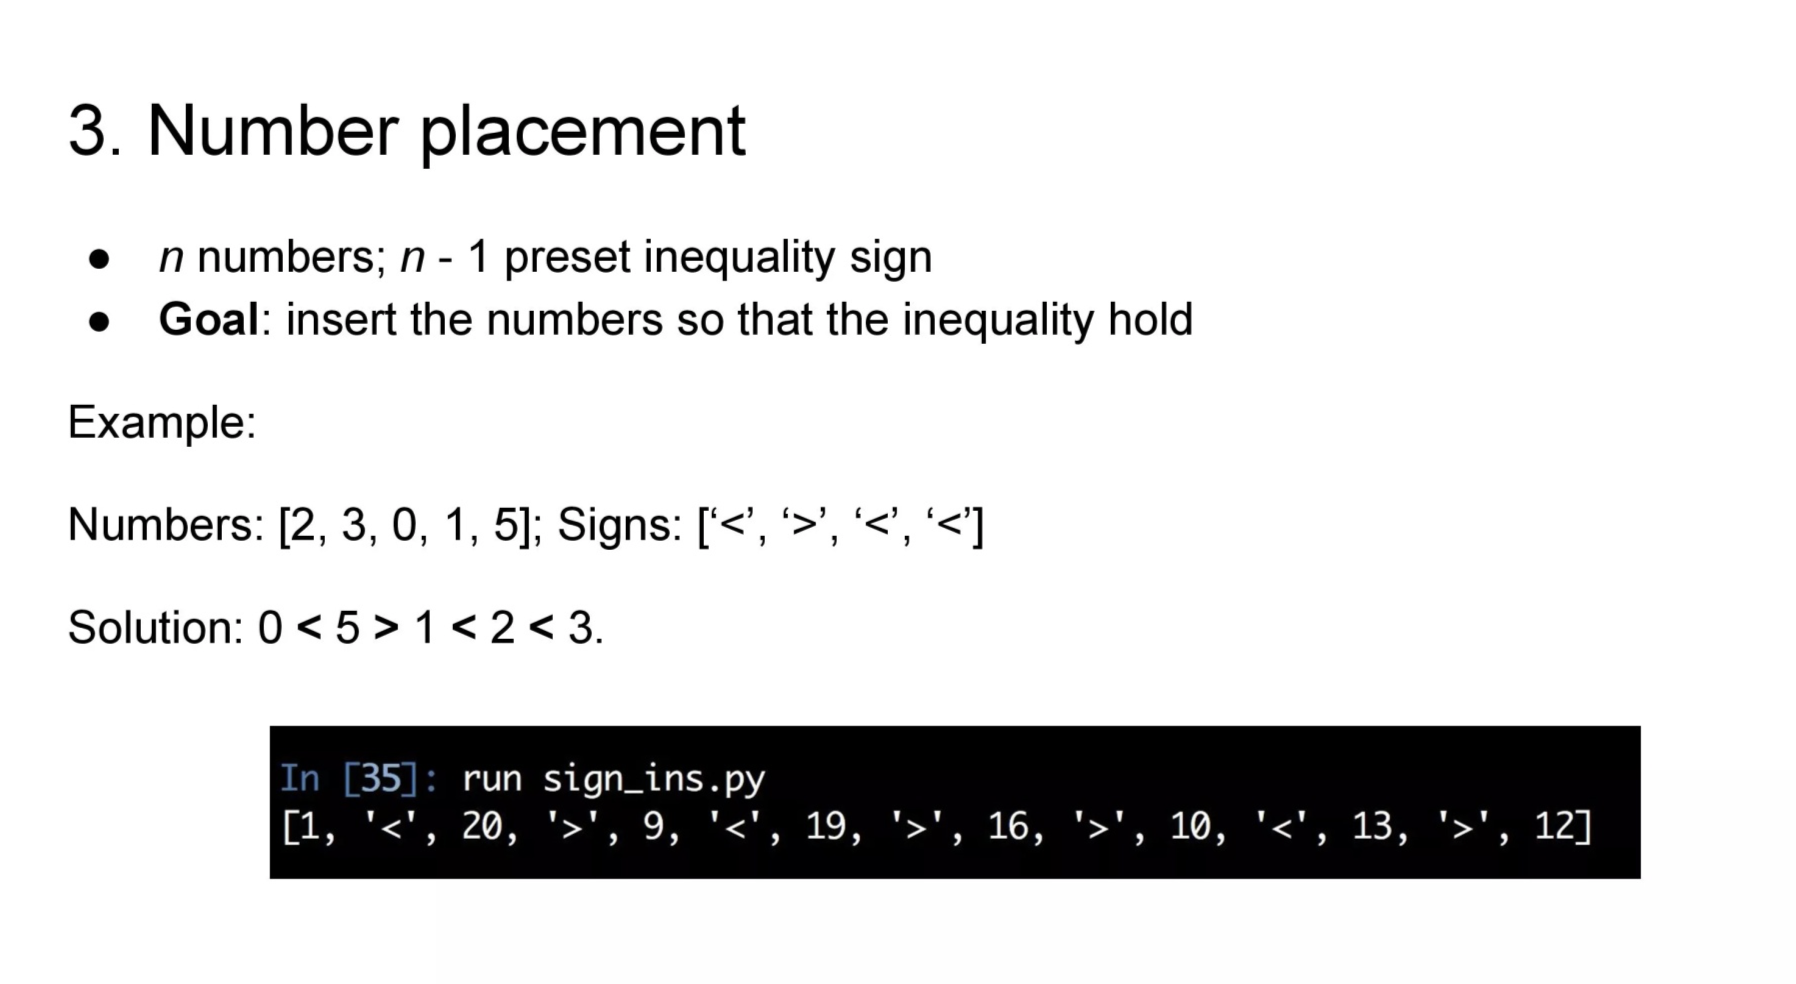 3. Number placement
● n numbers; n - 1 preset inequality sign
● Goal: insert the numbers so that the inequality hold
Example:
Numbers: [2, 3, 0, 1, 5]; Signs: [‘<’, ‘>’, ‘<’, ‘<’]
Solution: 0 < 5 > 1 < 2 < 3.
In [35]: run sign_ins.py
[1, '<', 20, '>', 9, '<', 19, '>', 16, '>', 10, '<', 13, '>', 12]